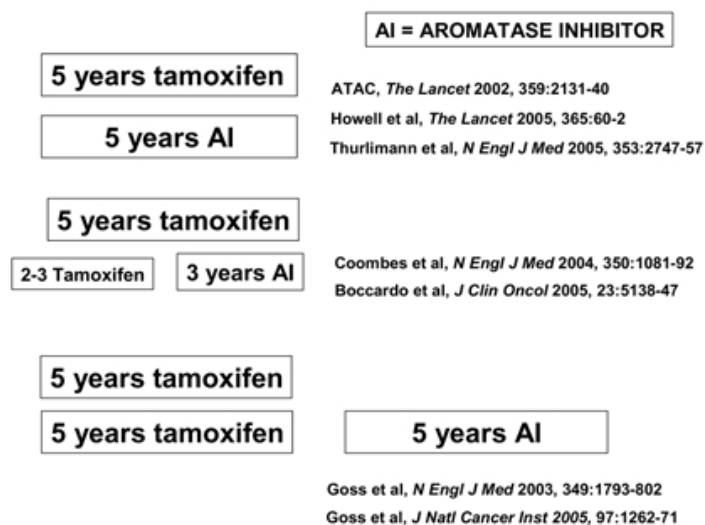 AI = AROMATASE INHIBITOR
5 years tamoxifen
ATAC, The Lancet 2002, 359:2131-40
Howell et al, The Lancet 2005, 365:60-2
5 years AI
Thurlimann et al, N Engl J Med 2005, 353:2747-57
5 years tamoxifen
2-3 Tamoxifen
3 years AI
Coombes et al, N Engl J Med 2004, 350:1081-92
Boccardo et al, J Clin Oncol 2005, 23:5138-47
5 years tamoxifen
5 years tamoxifen
5 years AI
Goss et al, N Engl J Med 2003, 349:1793-802
Goss et al, J Natl Cancer Inst 2005, 97:1262-71